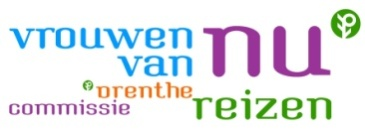 vrouwen
van nu
Drenthe
commissie reizen